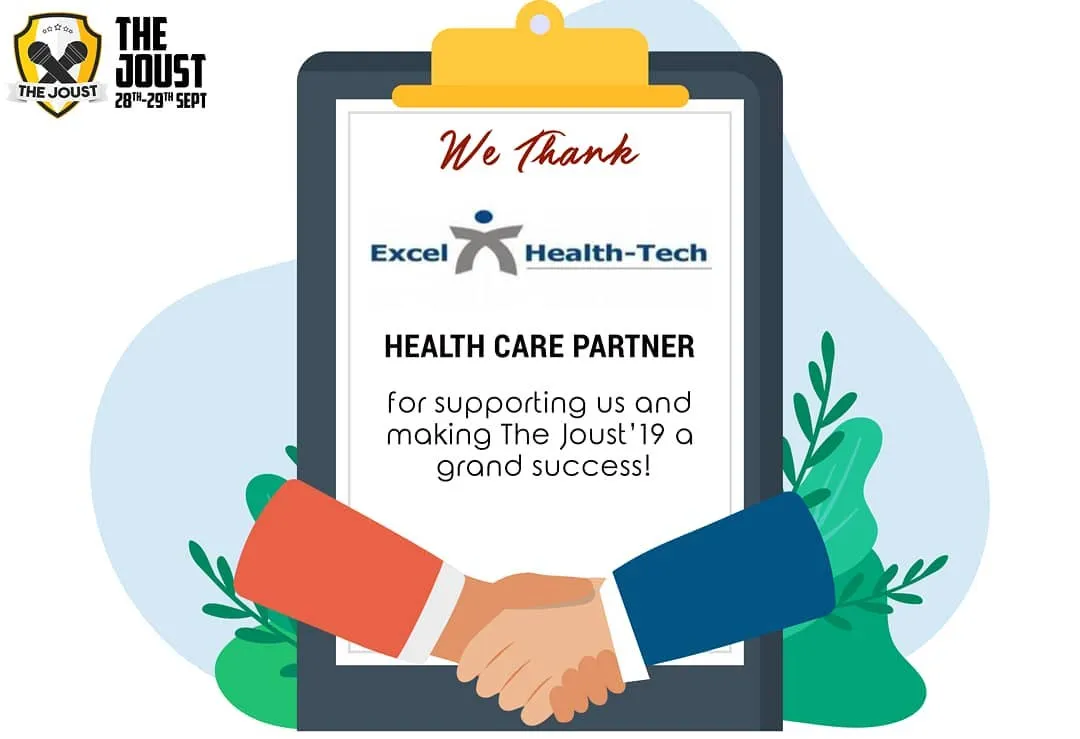 THE JOUST
THE
JOUST
28TH-29TH SEPT
We Thank
Excel Health-Tech
HEALTH CARE PARTNER
for supporting us and
making The Joust'19 a
grand success!